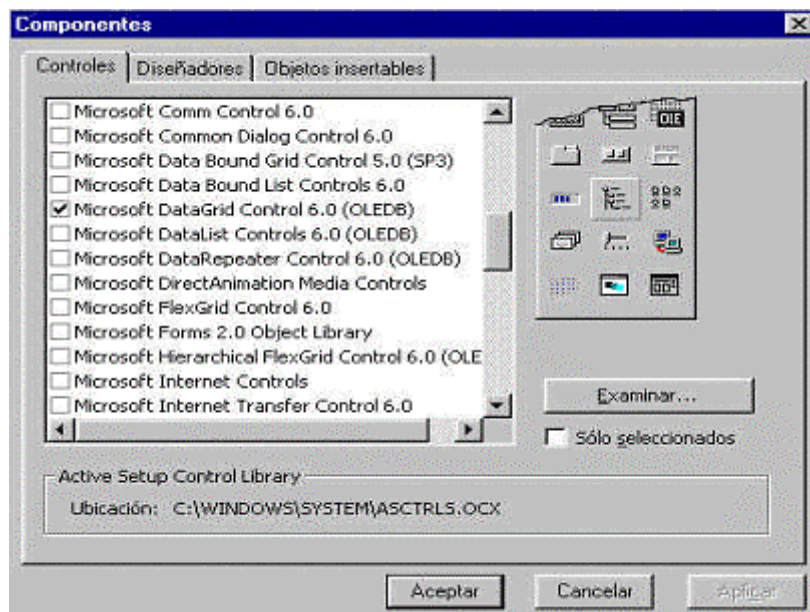 Componentes
Controles
Diseñadores
Objetos insertables
Microsoft Comm Control 6.0
Microsoft Common Dialog Control 6.0
Microsoft Data Bound Grid Control 5.0 (SP3)
Microsoft Data Bound List Controls 6.0
Microsoft DataGrid Control 6.0 (OLEDB)
Microsoft DataList Controls 6.0 (OLEDB)
Microsoft DataRepeater Control 6.0 (OLEDB)
Microsoft DirectAnimation Media Controls
Microsoft FlexGrid Control 6.0
Microsoft Forms 2.0 Object Library
Microsoft Hierarchical FlexGrid Control 6.0 (OLE
Microsoft Internet Controls
Microsoft Internet Transfer Control 6.0
OLE
Examinar...
Sólo seleccionados
Active Setup Control Library
Ubicación: C:\WINDOWS\SYSTEM\ASCTRLS.OCX
Aceptar
Cancelar
Aplicar